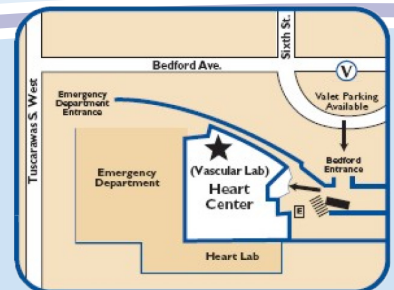 Sixth St.
Bedford Ave.
V
Tuscarawas S. West
Emergency
Department
Entrance
Valet Parking
Available
Bedford
Entrance
Emergency
Department
(Vascular Lab)
Heart
Center
E
Heart Lab